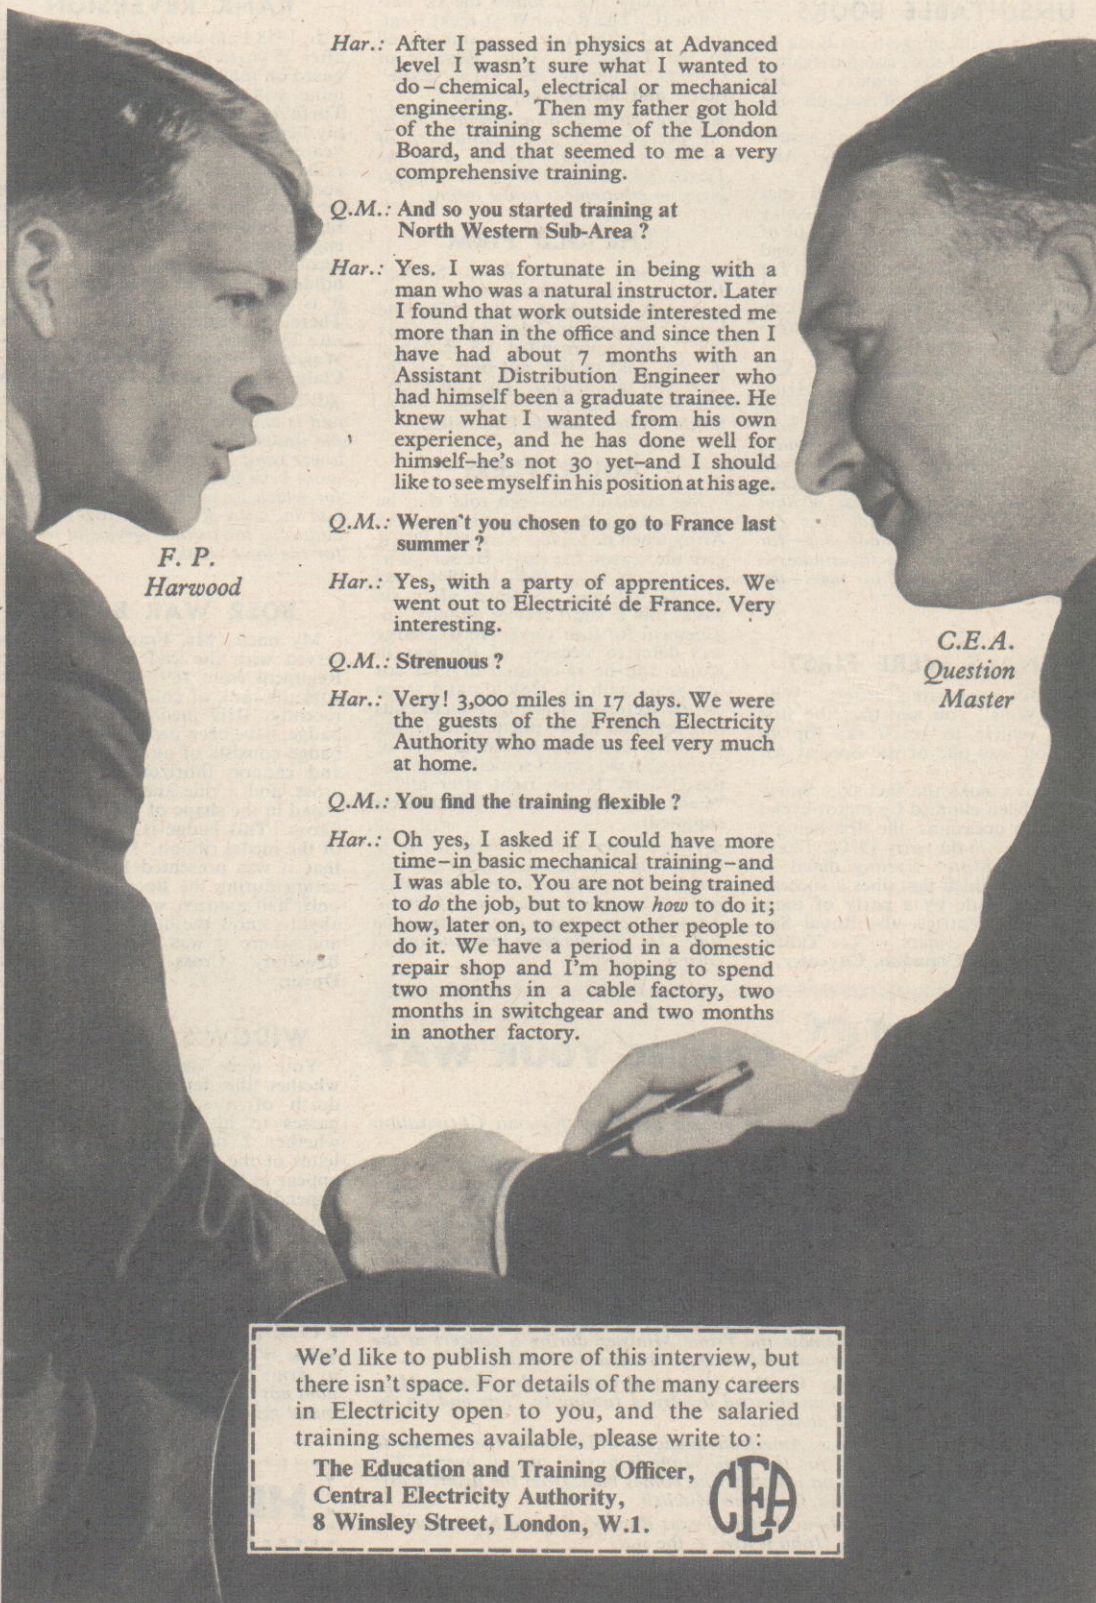 Har.: After I passed in physics at Advanced
level I wasn't sure what I wanted to
do – chemical, electrical or mechanical
engineering. Then my father got hold
of the training scheme of the London
Board, and that seemed to me a very
comprehensive training.
Q.M.: And so you started training at
North Western Sub-Area ?
Har.: Yes. I was fortunate in being with a
man who was a natural instructor. Later
I found that work outside interested me
more than in the office and since then I
have had about 7 months with an
Assistant Distribution Engineer who
had himself been a graduate trainee. He
knew what I wanted from his own
experience, and he has done well for
himself–he's not 30 yet–and I should
like to see myself in his position at his age.
Q.M.: Weren't you chosen to go to France last
summer ?
Har.: Yes, with a party of apprentices. We
went out to Electricité de France. Very
interesting.
Q.M.: Strenuous ?
Har.: Very! 3,000 miles in 17 days. We were
the guests of the French Electricity
Authority who made us feel very much
at home.
Q.M.: You find the training flexible ?
Har.: Oh yes, I asked if I could have more
time – in basic mechanical training – and
I was able to. You are not being trained
to do the job, but to know how to do it;
how, later on, to expect other people to
do it. We have a period in a domestic
repair shop and I'm hoping to spend
two months in a cable factory, two
months in switchgear and two months
in another factory.
F. P.
Harwood
C.E.A.
Question
Master
We'd like to publish more of this interview, but
there isn't space. For details of the many careers
in Electricity open to you, and the salaried
training schemes available, please write to :
The Education and Training Officer,
Central Electricity Authority,
8 Winsley Street, London, W.1.
CEA